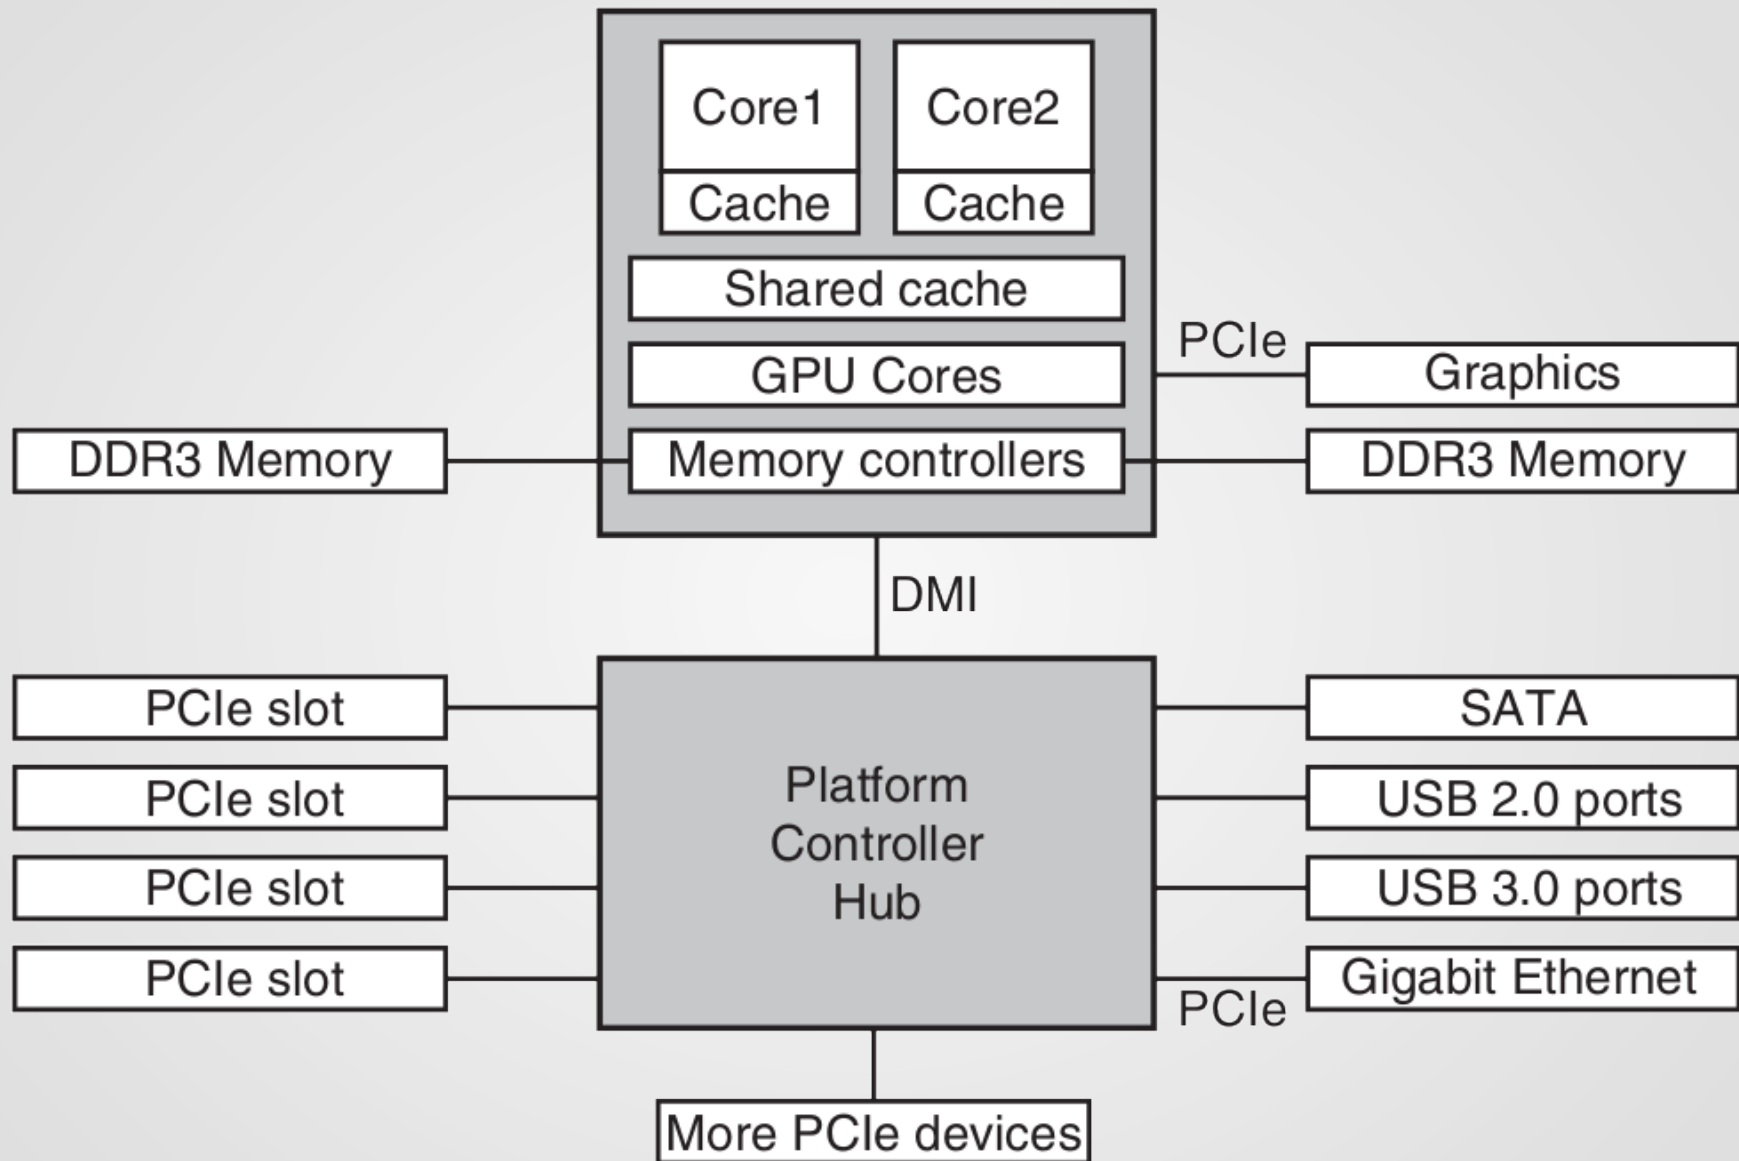 Core1
Core2
Cache
Cache
Shared cache
PCIe
GPU Cores
Graphics
DDR3 Memory
Memory controllers
DDR3 Memory
DMI
PCIe slot
SATA
PCIe slot
Platform
USB 2.0 ports
Controller
PCIe slot
Hub
USB 3.0 ports
PCIe slot
Gigabit Ethernet
PCIe
More PCIe devices